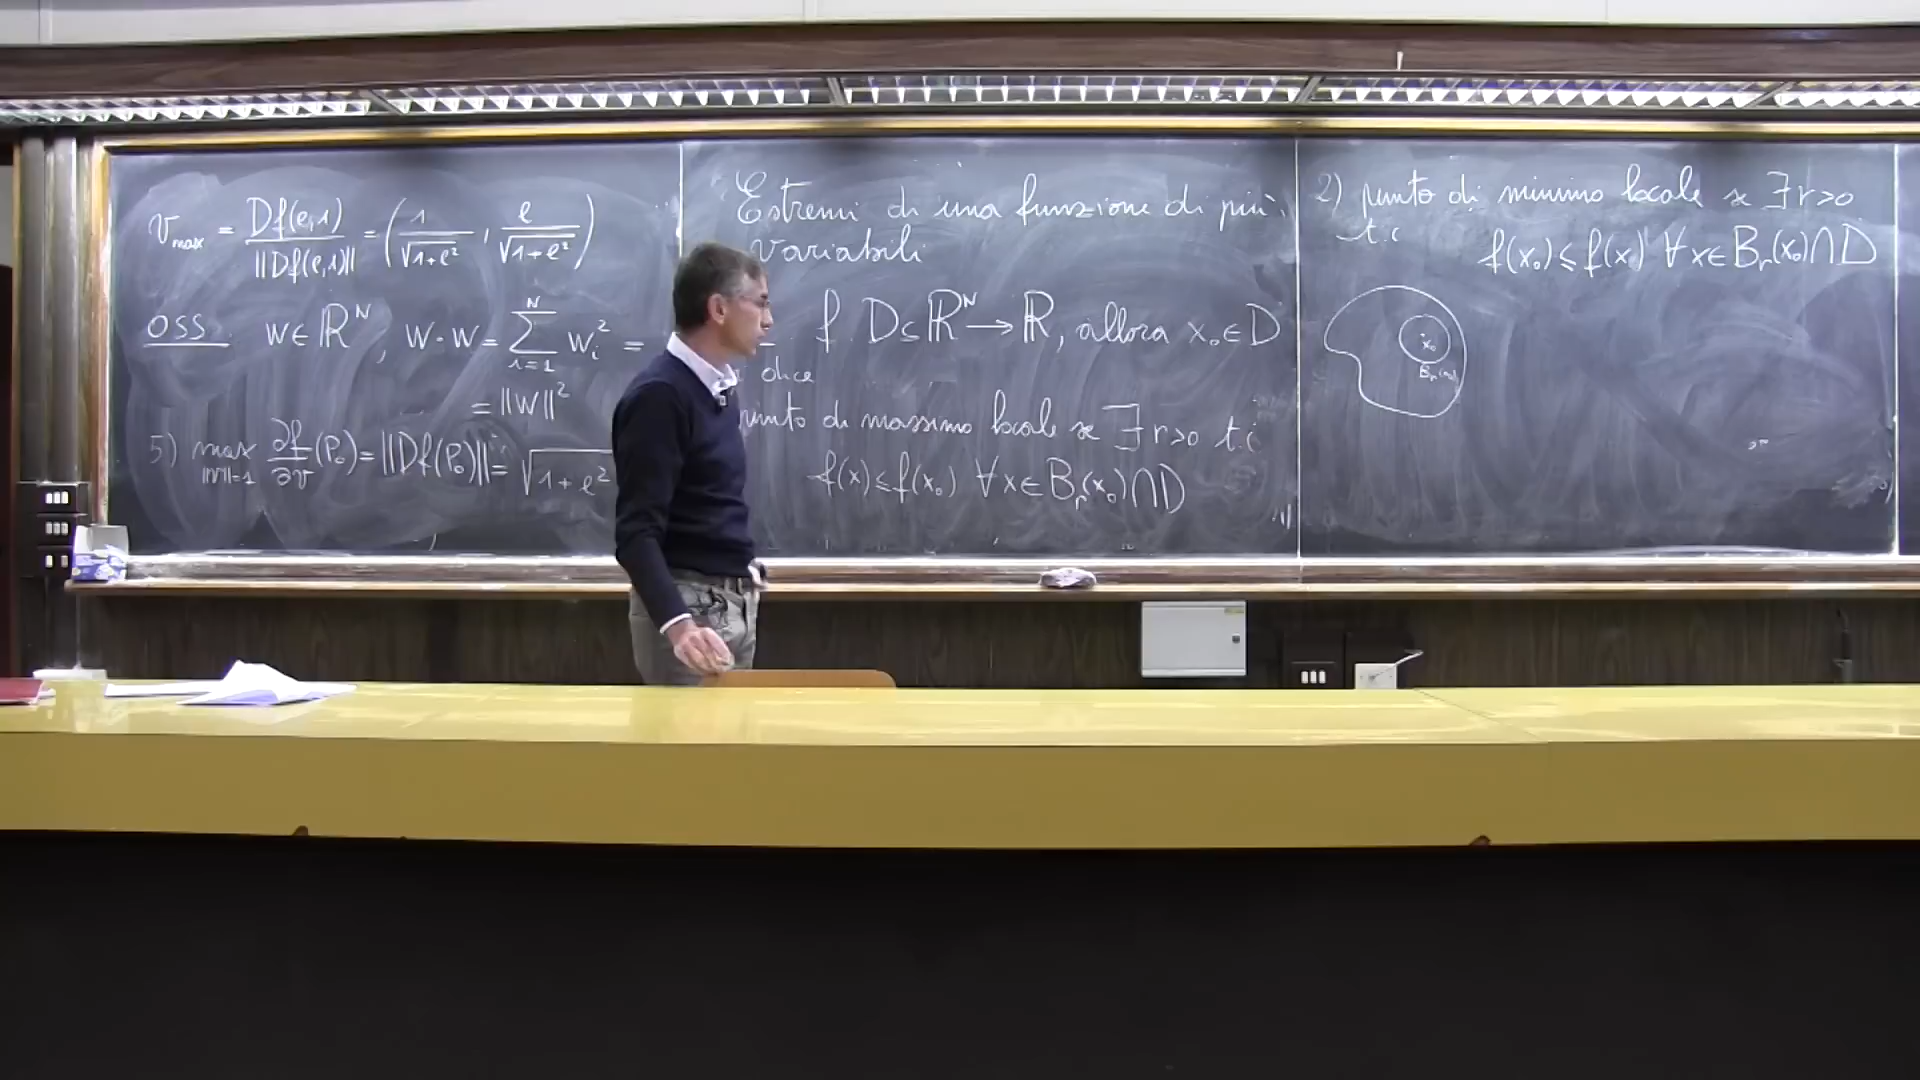 v_max = Df(e,1) / ||Df(e,1)|| = (1/√(1+e²), e/√(1+e²))
OSS. w ∈ ℝᴺ, w·w = Σ_{i=1}^{N} w_i² =
= ||w||²
5) max_{||v||=1} ∂f/∂v (P₀) = ||Df(P₀)|| = √(1+e²)
Estremi di una funzione di più
variabili
f D ⊆ ℝᴺ → ℝ, allora x₀ ∈ D
dice
punto di massimo locale se ∃ r>0 t.c
f(x) ≤ f(x₀) ∀ x ∈ B_r(x₀) ∩ D
2) punto di minimo locale se ∃ r>0
t.c f(x₀) ≤ f(x) ∀ x ∈ B_r(x₀) ∩ D
x₀
B_r(x₀)